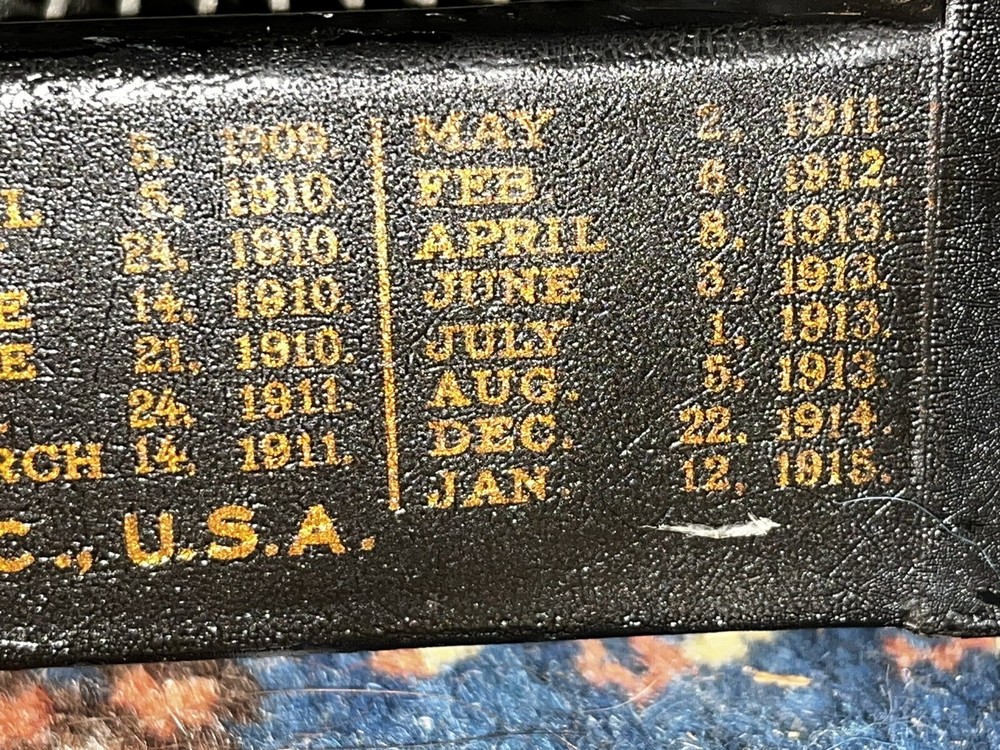 5. 1909.
L 5. 1910.
24. 1910.
E 14. 1910.
E 21. 1910.
24. 1911.
RCH 14. 1911.
C., U.S.A.
MAY 2. 1911
FEB. 6. 1912.
APRIL 8. 1913.
JUNE 3. 1913.
JULY 1. 1913.
AUG. 5. 1913.
DEC. 22. 1914.
JAN. 12. 1915.